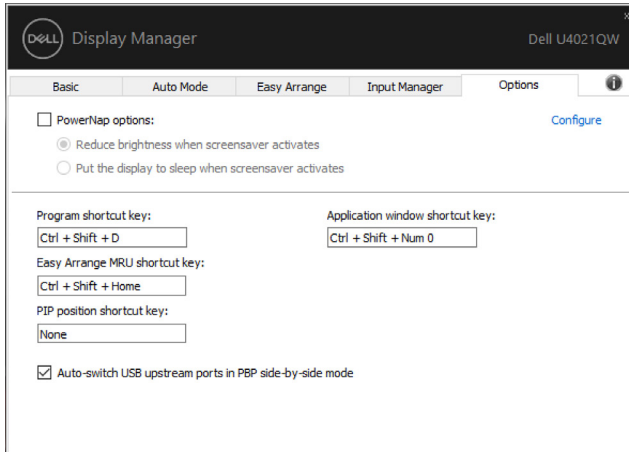 DELL Display Manager
Dell U4021QW
Basic
Auto Mode
Easy Arrange
Input Manager
Options
PowerNap options:
Configure
Reduce brightness when screensaver activates
Put the display to sleep when screensaver activates
Program shortcut key:
Application window shortcut key:
Ctrl + Shift + D
Ctrl + Shift + Num 0
Easy Arrange MRU shortcut key:
Ctrl + Shift + Home
PIP position shortcut key:
None
Auto-switch USB upstream ports in PBP side-by-side mode